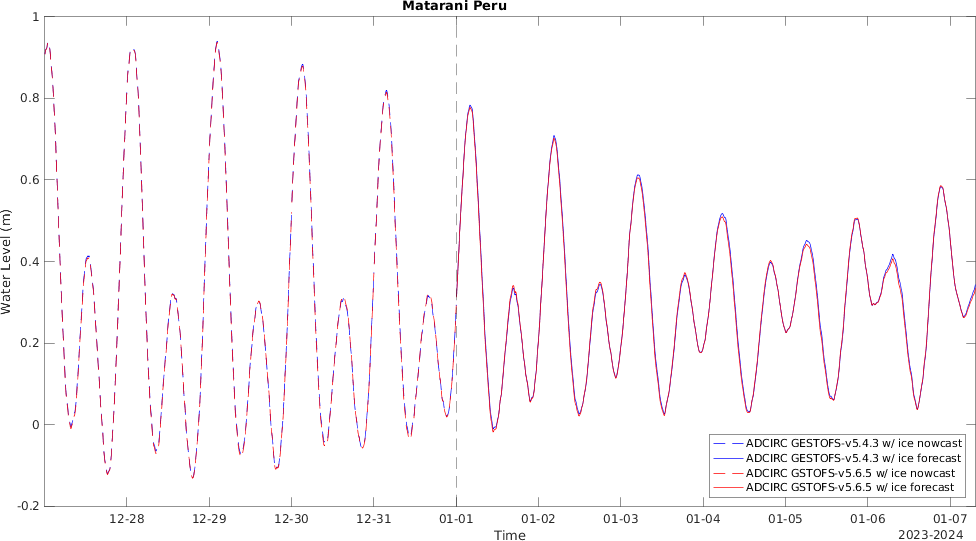 Matarani Peru
1
0.8
0.6
0.4
0.2
0
-0.2
Water Level (m)
ADCIRC GESTOFS-v5.4.3 w/ ice nowcast
ADCIRC GESTOFS-v5.4.3 w/ ice forecast
ADCIRC GSTOFS-v5.6.5 w/ ice nowcast
ADCIRC GSTOFS-v5.6.5 w/ ice forecast
12-28 12-29 12-30 12-31 01-01 01-02 01-03 01-04 01-05 01-06 01-07
Time
2023-2024